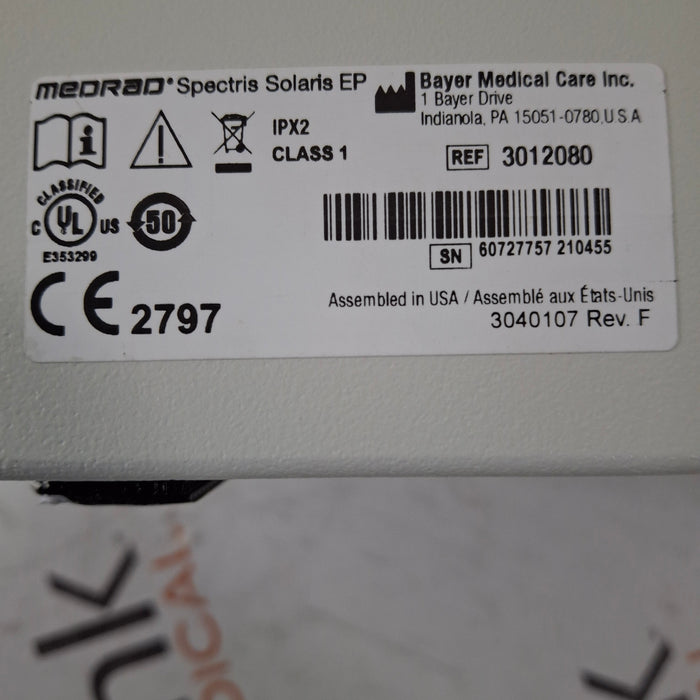 MEDRAD® Spectris Solaris EP
Bayer Medical Care Inc.
1 Bayer Drive
Indianola, PA 15051-0780, U.S.A
i
IPX2
CLASS 1
REF 3012080
CLASSIFIED
C UL US
E353299
50
SN 60727757 210455
CE 2797
Assembled in USA / Assemblé aux États-Unis
3040107 Rev. F